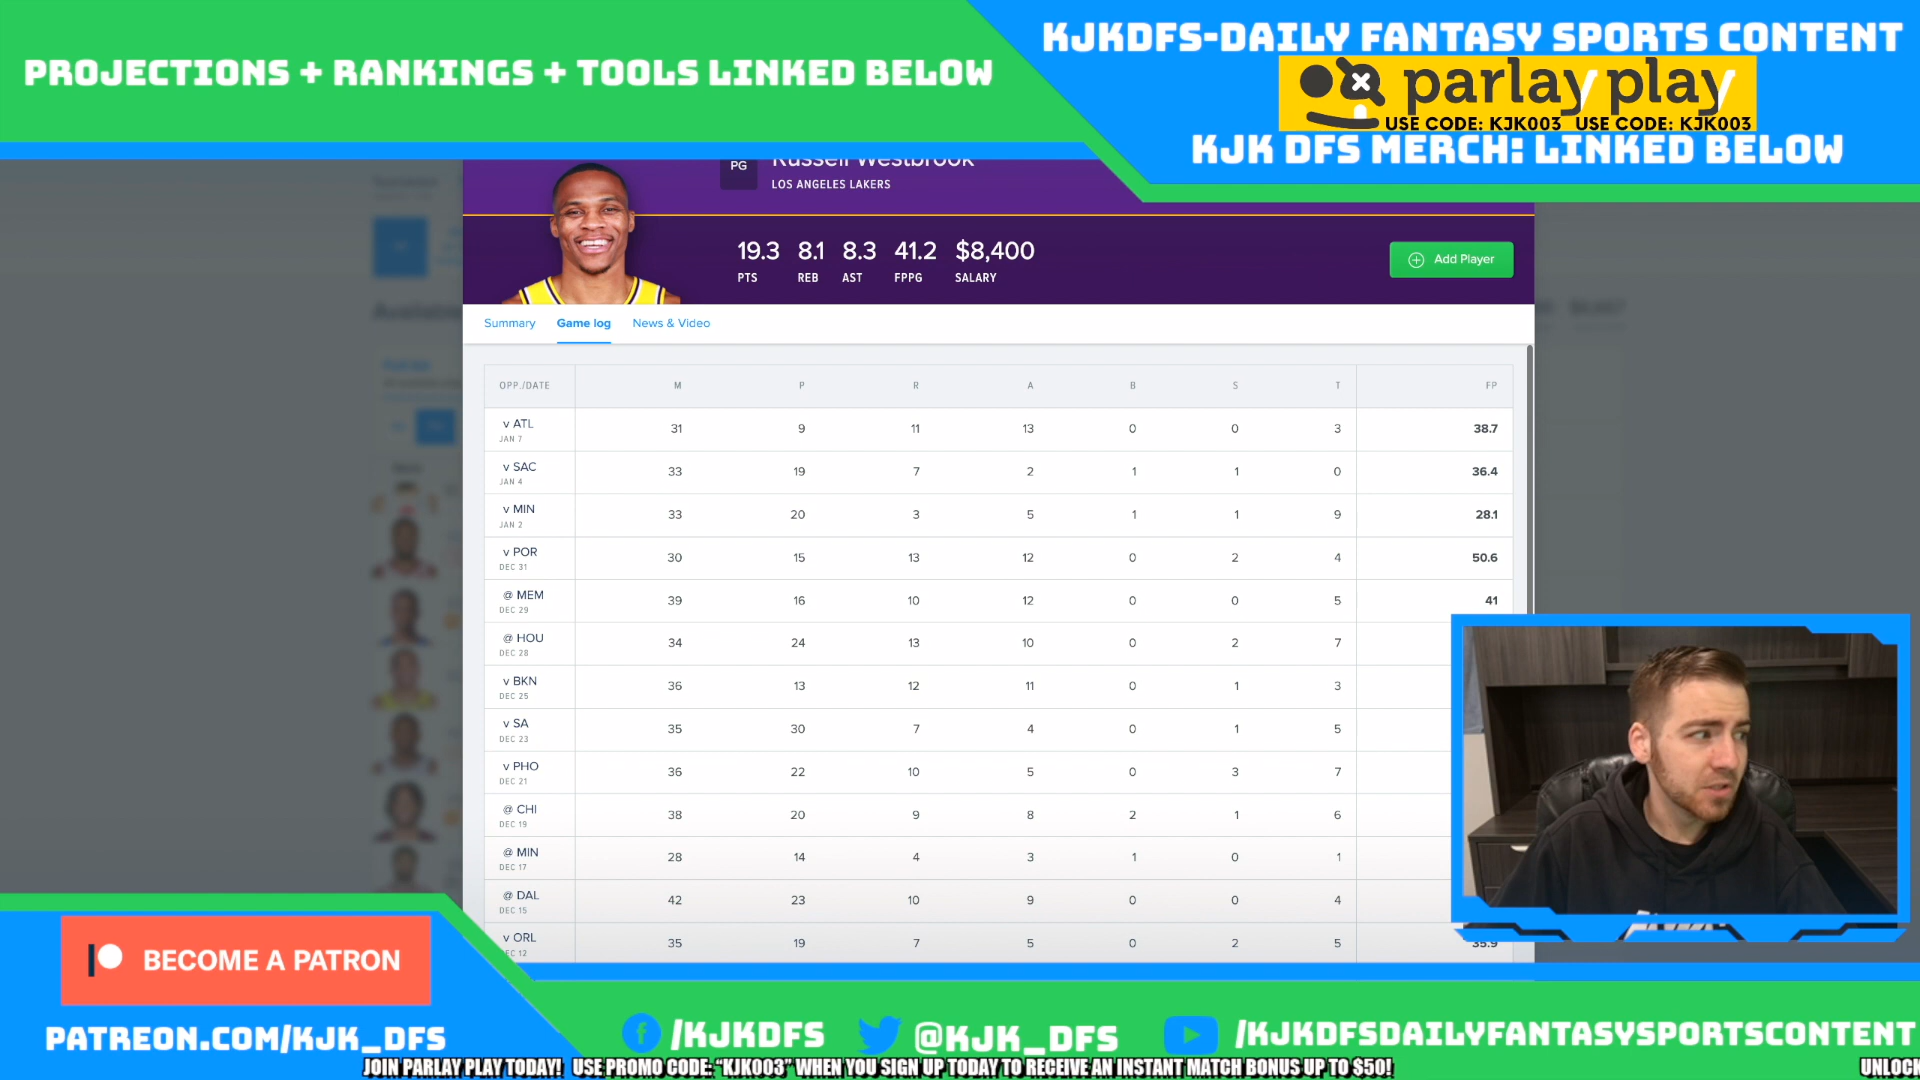 PROJECTIONS + RANKINGS + TOOLS LINKED BELOW
KJKDFS-DAILY FANTASY SPORTS CONTENT
parlay play
USE CODE: KJK003 USE CODE: KJK003
KJK DFS MERCH: LINKED BELOW
PG Russell Westbrook
LOS ANGELES LAKERS
19.3 8.1 8.3 41.2 $8,400
PTS REB AST FPPG SALARY
Add Player
Summary Game log News & Video
OPP./DATE M P R A B S T FP
v ATL 31 9 11 13 0 0 3 38.7
JAN 7
v SAC 33 19 7 2 1 1 0 36.4
JAN 4
v MIN 33 20 3 5 1 1 9 28.1
JAN 2
v POR 30 15 13 12 0 2 4 50.6
DEC 31
@ MEM 39 16 10 12 0 0 5 41
DEC 29
@ HOU 34 24 13 10 0 2 7
DEC 28
v BKN 36 13 12 11 0 1 3
DEC 25
v SA 35 30 7 4 0 1 5
DEC 23
v PHO 36 22 10 5 0 3 7
DEC 21
@ CHI 38 20 9 8 2 1 6
DEC 19
@ MIN 28 14 4 3 1 0 1
DEC 17
@ DAL 42 23 10 9 0 0 4
DEC 15
v ORL 35 19 7 5 0 2 5 35.9
EC 12
BECOME A PATRON
PATREON.COM/KJK_DFS
/KJKDFS @KJK_DFS /KJKDFSDAILYFANTASYSPORTSCONTENT
JOIN PARLAY PLAY TODAY! USE PROMO CODE: "KJK003" WHEN YOU SIGN UP TODAY TO RECEIVE AN INSTANT MATCH BONUS UP TO $50! UNLOCK